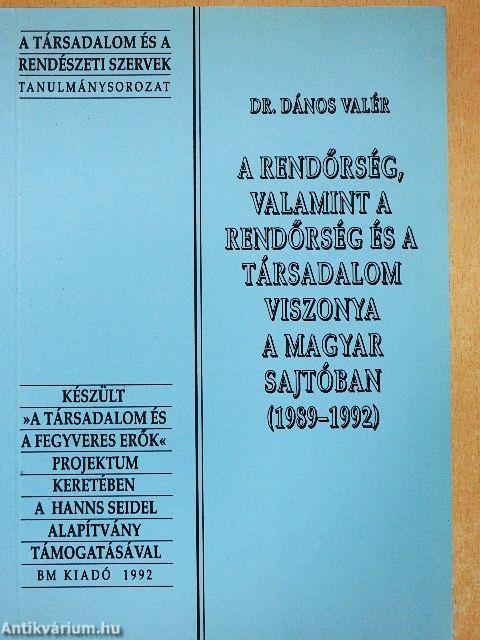 A TÁRSADALOM ÉS A
RENDÉSZETI SZERVEK
TANULMÁNYSOROZAT
DR. DÁNOS VALÉR
A RENDŐRSÉG,
VALAMINT A
RENDŐRSÉG ÉS A
TÁRSADALOM
VISZONYA
A MAGYAR
SAJTÓBAN
(1989–1992)
KÉSZÜLT
»A TÁRSADALOM ÉS
A FEGYVERES ERŐK«
PROJEKTUM
KERETÉBEN
A HANNS SEIDEL
ALAPÍTVÁNY
TÁMOGATÁSÁVAL
BM KIADÓ 1992
Antikvárium.hu